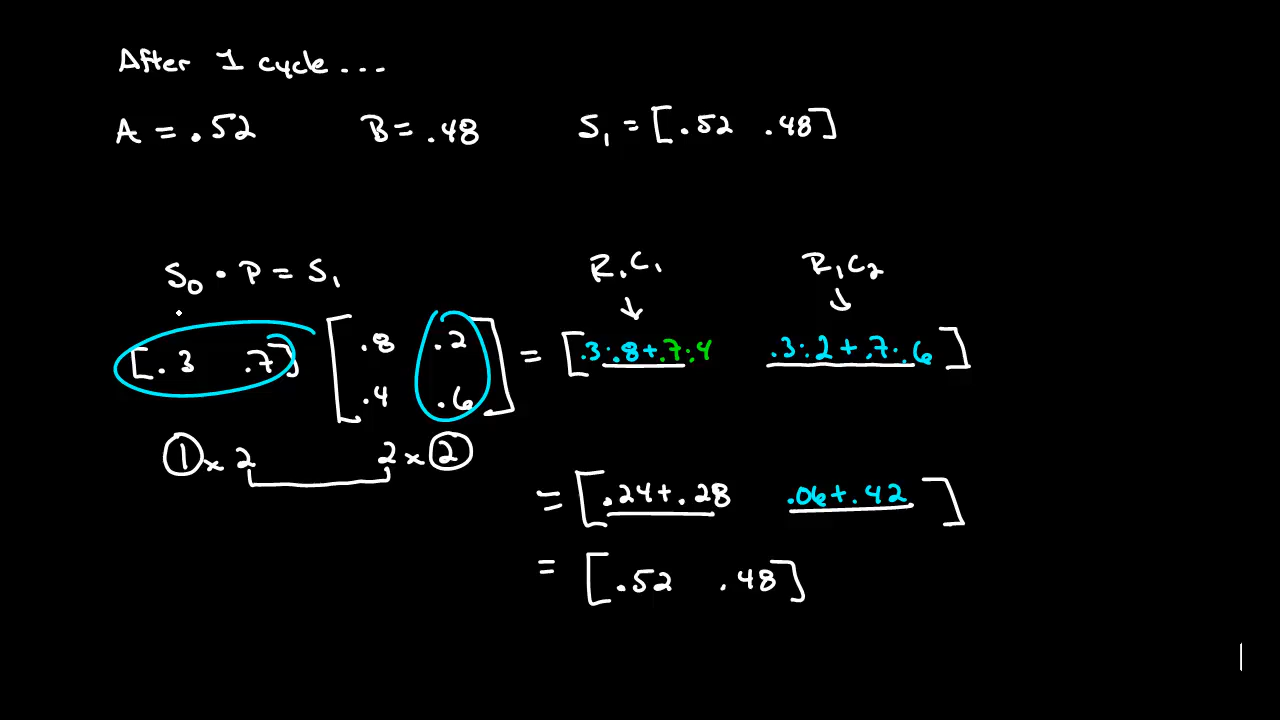 After 1 cycle...
A = .52 B = .48 S₁ = [.52 .48]
S₀ • P = S₁ R₁C₁ R₁C₂
↓ ↓
[.3 .7] [.8 .2 = [.3·.8+.7·.4 .3·.2+.7·.6]
.4 .6]
1 x 2 2 x 2
= [.24+.28 .06+.42]
= [.52 .48]